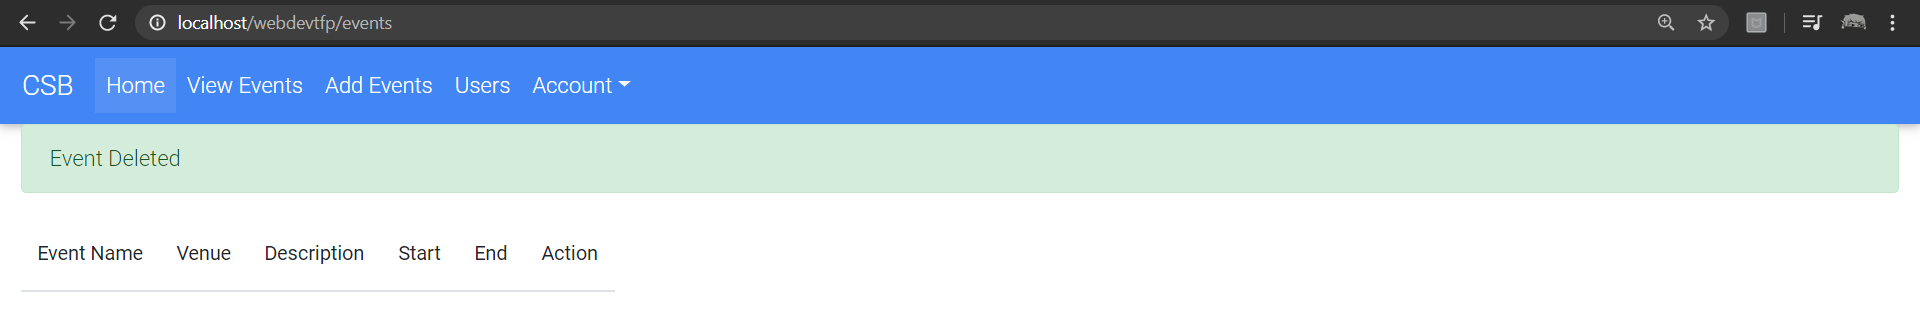 localhost/webdevtfp/events
CSB Home View Events Add Events Users Account
Event Deleted
Event Name Venue Description Start End Action